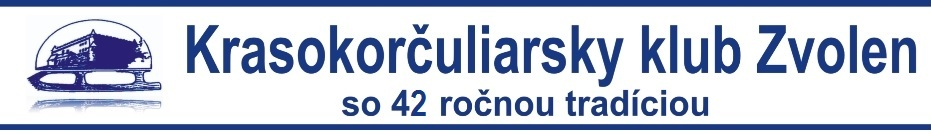 Krasokorčuliarsky klub Zvolen
so 42 ročnou tradíciou